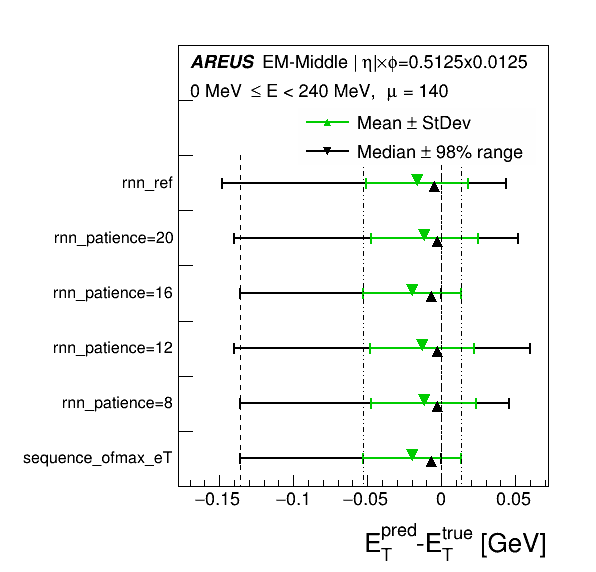 AREUS EM-Middle | η|×ϕ=0.5125x0.0125
0 MeV ≤ E < 240 MeV, μ = 140
Mean ± StDev
Median ± 98% range
rnn_ref
rnn_patience=20
rnn_patience=16
rnn_patience=12
rnn_patience=8
sequence_ofmax_eT
−0.15 −0.1 −0.05 0 0.05
E_T^pred-E_T^true [GeV]